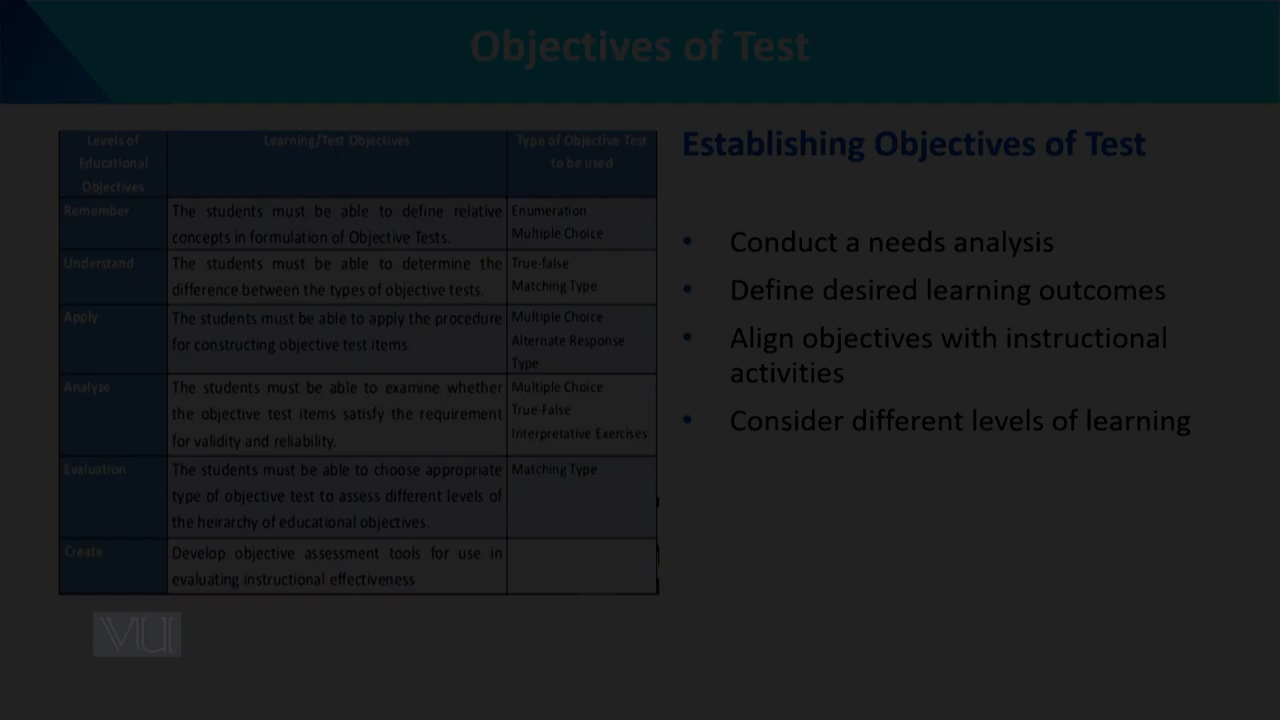 Objectives of Test
Levels of
Educational
Objectives
Learning/Test Objectives
Type of Objective Test
to be used
Remember
The students must be able to define relative
concepts in formulation of Objective Tests.
Enumeration
Multiple Choice
Understand
The students must be able to determine the
difference between the types of objective tests.
True-false
Matching Type
Apply
The students must be able to apply the procedure
for constructing objective test items.
Multiple Choice
Alternate Response
Type
Analyze
The students must be able to examine whether
the objective test items satisfy the requirement
for validity and reliability.
Multiple Choice
True-False
Interpretative Exercises
Evaluation
The students must be able to choose appropriate
type of objective test to assess different levels of
the heirarchy of educational objectives.
Matching Type
Create
Develop objective assessment tools for use in
evaluating instructional effectiveness
Establishing Objectives of Test
• Conduct a needs analysis
• Define desired learning outcomes
• Align objectives with instructional
activities
• Consider different levels of learning
VU